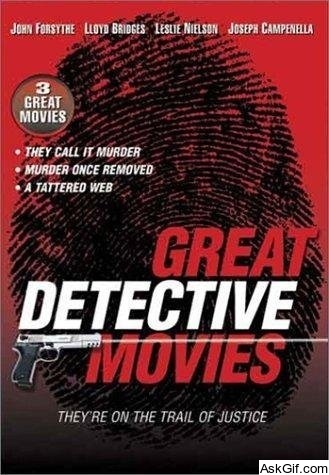 JOHN FORSYTHE LLOYD BRIDGES LESLIE NIELSON JOSEPH CAMPENELLA
3
GREAT
MOVIES
• THEY CALL IT MURDER
• MURDER ONCE REMOVED
• A TATTERED WEB
GREAT
DETECTIVE
MOVIES
THEY'RE ON THE TRAIL OF JUSTICE
AskGif.com